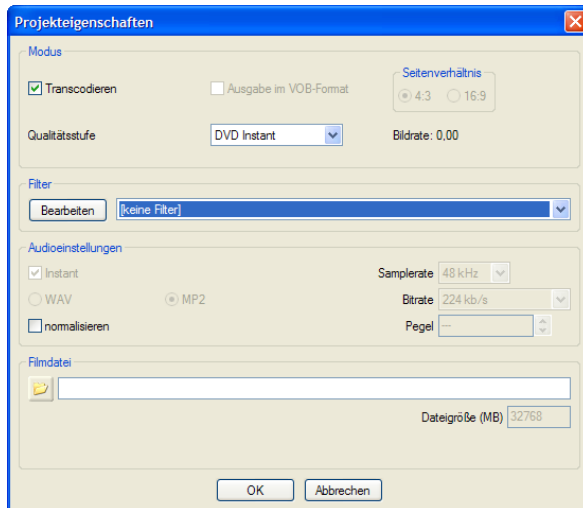 Projekteigenschaften
Modus
Transcodieren
Ausgabe im VOB-Format
Seitenverhältnis
4:3 16:9
Qualitätsstufe DVD Instant Bildrate: 0,00
Filter
Bearbeiten [keine Filter]
Audioeinstellungen
Instant Samplerate 48 kHz
WAV MP2 Bitrate 224 kb/s
normalisieren Pegel ---
Filmdatei
Dateigröße (MB) 32768
OK Abbrechen